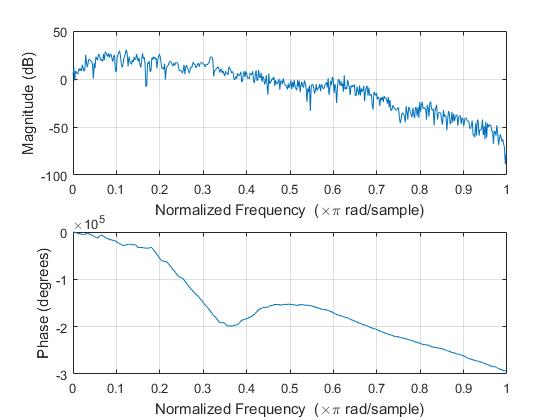 50
0
-50
-100
Magnitude (dB)
0 0.1 0.2 0.3 0.4 0.5 0.6 0.7 0.8 0.9 1
Normalized Frequency (×π rad/sample)
×10^5
0
-1
-2
-3
Phase (degrees)
0 0.1 0.2 0.3 0.4 0.5 0.6 0.7 0.8 0.9 1
Normalized Frequency (×π rad/sample)